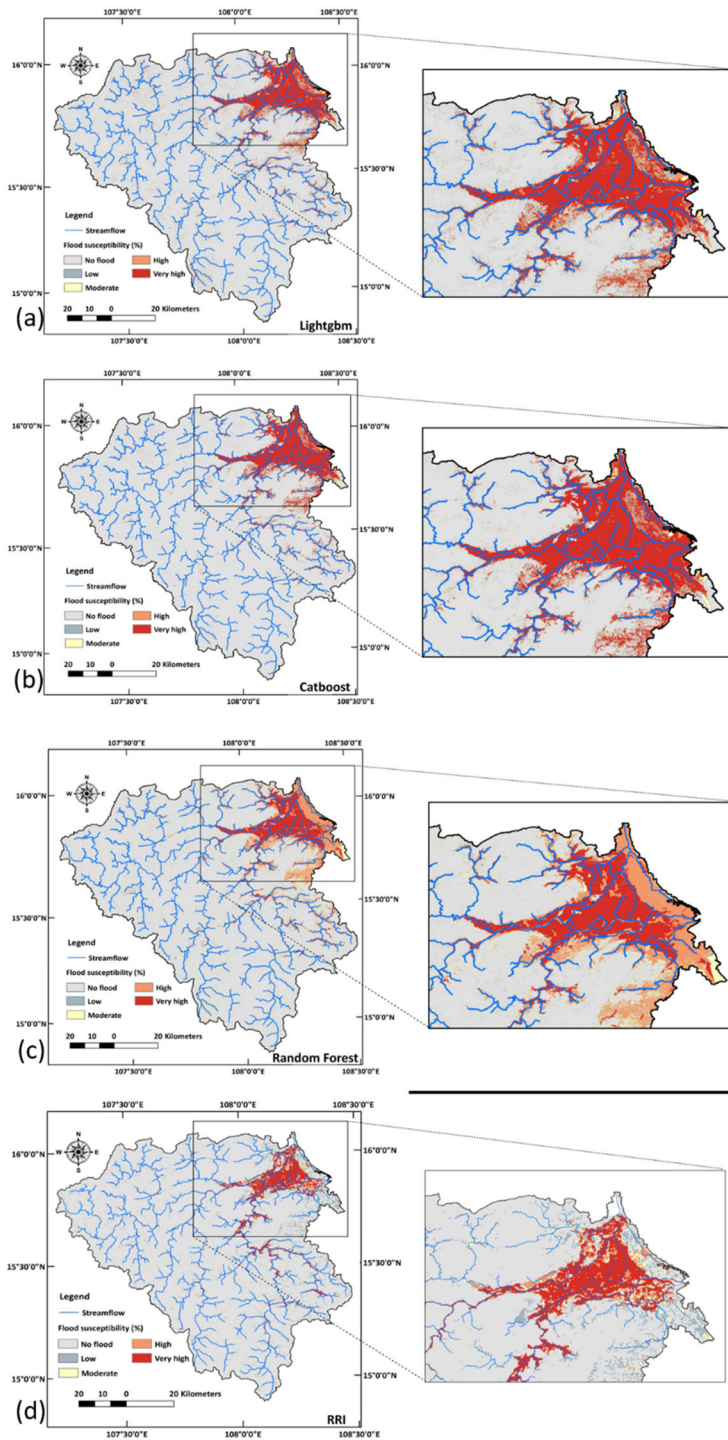 107°30'0"E 108°0'0"E 108°30'0"E
N
W E
S
16°0'0"N 16°0'0"N
15°30'0"N 15°30'0"N
15°0'0"N 15°0'0"N
Legend
Streamflow
Flood susceptibility (%)
No flood High
Low Very high
Moderate
20 10 0 20 Kilometers
(a)
Lightgbm
107°30'0"E 108°0'0"E 108°30'0"E
107°30'0"E 108°0'0"E 108°30'0"E
N
W E
S
16°0'0"N 16°0'0"N
15°30'0"N 15°30'0"N
15°0'0"N 15°0'0"N
Legend
Streamflow
Flood susceptibility (%)
No flood High
Low Very high
Moderate
20 10 0 20 Kilometers
(b)
Catboost
107°30'0"E 108°0'0"E 108°30'0"E
107°30'0"E 108°0'0"E 108°30'0"E
N
W E
S
16°0'0"N 16°0'0"N
15°30'0"N 15°30'0"N
15°0'0"N 15°0'0"N
Legend
Streamflow
Flood susceptibility (%)
No flood High
Low Very high
Moderate
20 10 0 20 Kilometers
(c)
Random Forest
107°30'0"E 108°0'0"E 108°30'0"E
107°30'0"E 108°0'0"E 108°30'0"E
N
W E
S
16°0'0"N 16°0'0"N
15°30'0"N 15°30'0"N
15°0'0"N 15°0'0"N
Legend
Streamflow
Flood susceptibility (%)
No flood High
Low Very high
Moderate
20 10 0 20 Kilometers
(d)
RRI
107°30'0"E 108°0'0"E 108°30'0"E